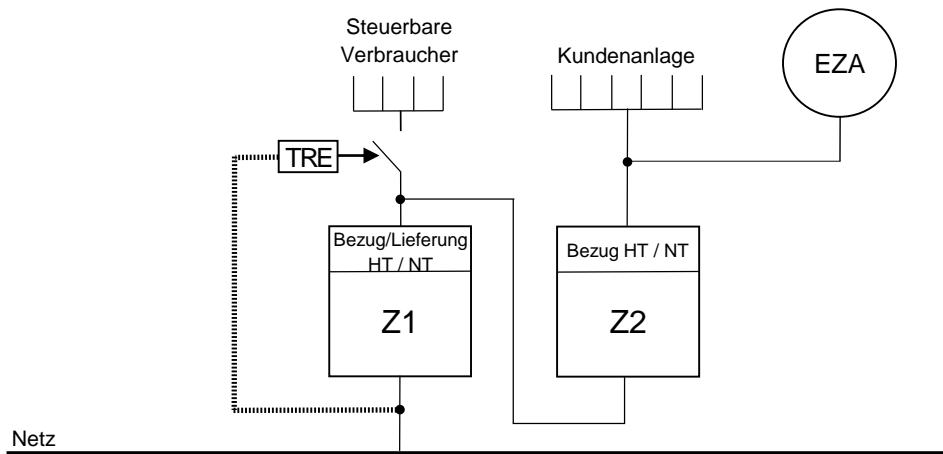 Steuerbare
Verbraucher
Kundenanlage
EZA
TRE
Bezug/Lieferung
HT / NT
Z1
Bezug HT / NT
Z2
Netz